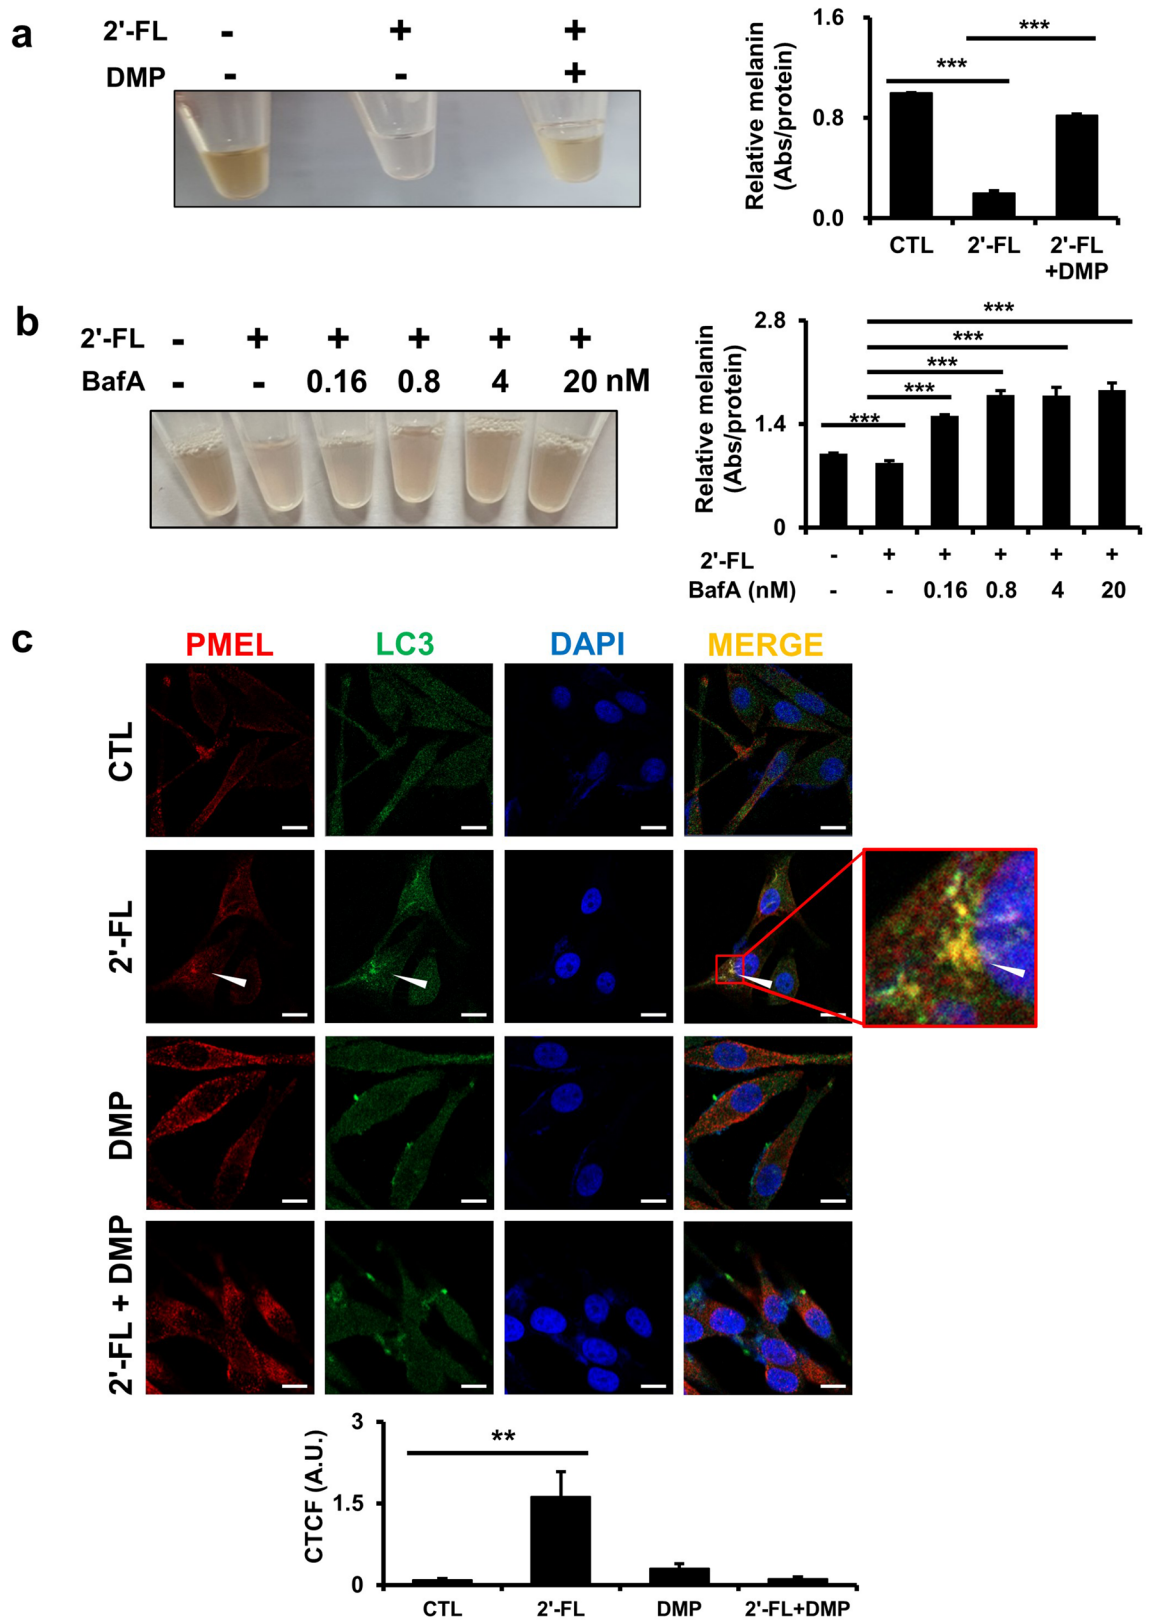 a
2'-FL - + +
DMP - - +
Relative melanin
(Abs/protein)
1.6
0.8
0.0
***
***
CTL 2'-FL 2'-FL
+DMP
b
2'-FL - + + + + +
BafA - - 0.16 0.8 4 20 nM
Relative melanin
(Abs/protein)
2.8
1.4
0
***
***
***
***
***
2'-FL - + + + + +
BafA (nM) - - 0.16 0.8 4 20
c
PMEL LC3 DAPI MERGE
CTL
2'-FL
DMP
2'-FL + DMP
CTCF (A.U.)
3
1.5
0
**
CTL 2'-FL DMP 2'-FL+DMP